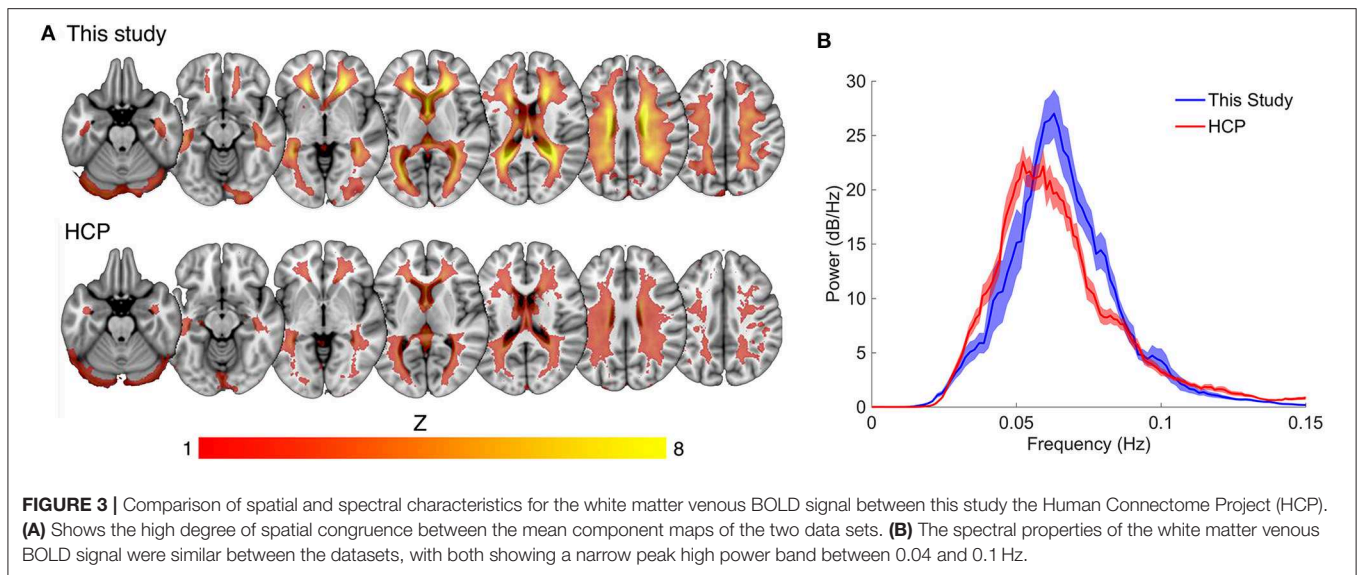 A This study
HCP
Z
1 8
B
30
25
20
15
10
5
0
Power (dB/Hz)
This Study
HCP
0 0.05 0.1 0.15
Frequency (Hz)
FIGURE 3 | Comparison of spatial and spectral characteristics for the white matter venous BOLD signal between this study the Human Connectome Project (HCP).
(A) Shows the high degree of spatial congruence between the mean component maps of the two data sets. (B) The spectral properties of the white matter venous
BOLD signal were similar between the datasets, with both showing a narrow peak high power band between 0.04 and 0.1 Hz.